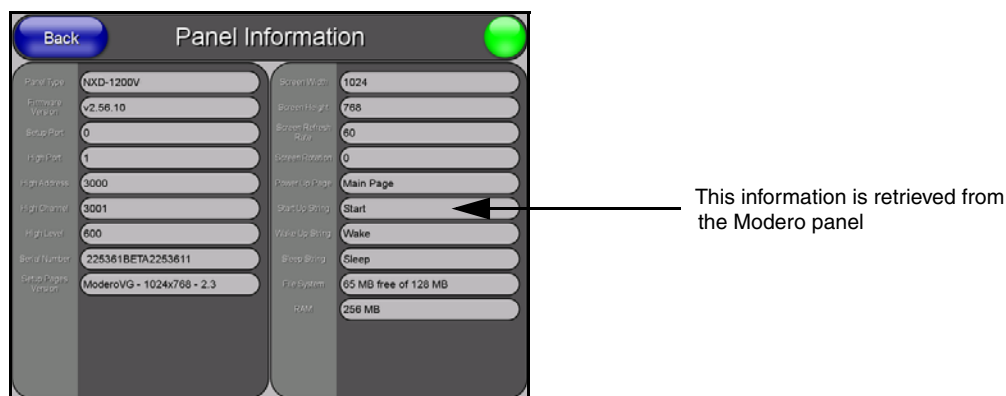 Back
Panel Information
Panel Type
NXD-1200V
Firmware
Version
v2.56.10
Setup Port
0
High Port
1
High Address
3000
High Channel
3001
High Level
600
Serial Number
225361BETA2253611
Setup Pages
Version
ModeroVG - 1024x768 - 2.3
Screen Width
1024
Screen Height
768
Screen Refresh
Rate
60
Screen Rotation
0
Power Up Page
Main Page
Start Up String
Start
Wake Up String
Wake
Sleep String
Sleep
File System
65 MB free of 128 MB
RAM
256 MB
This information is retrieved from
the Modero panel